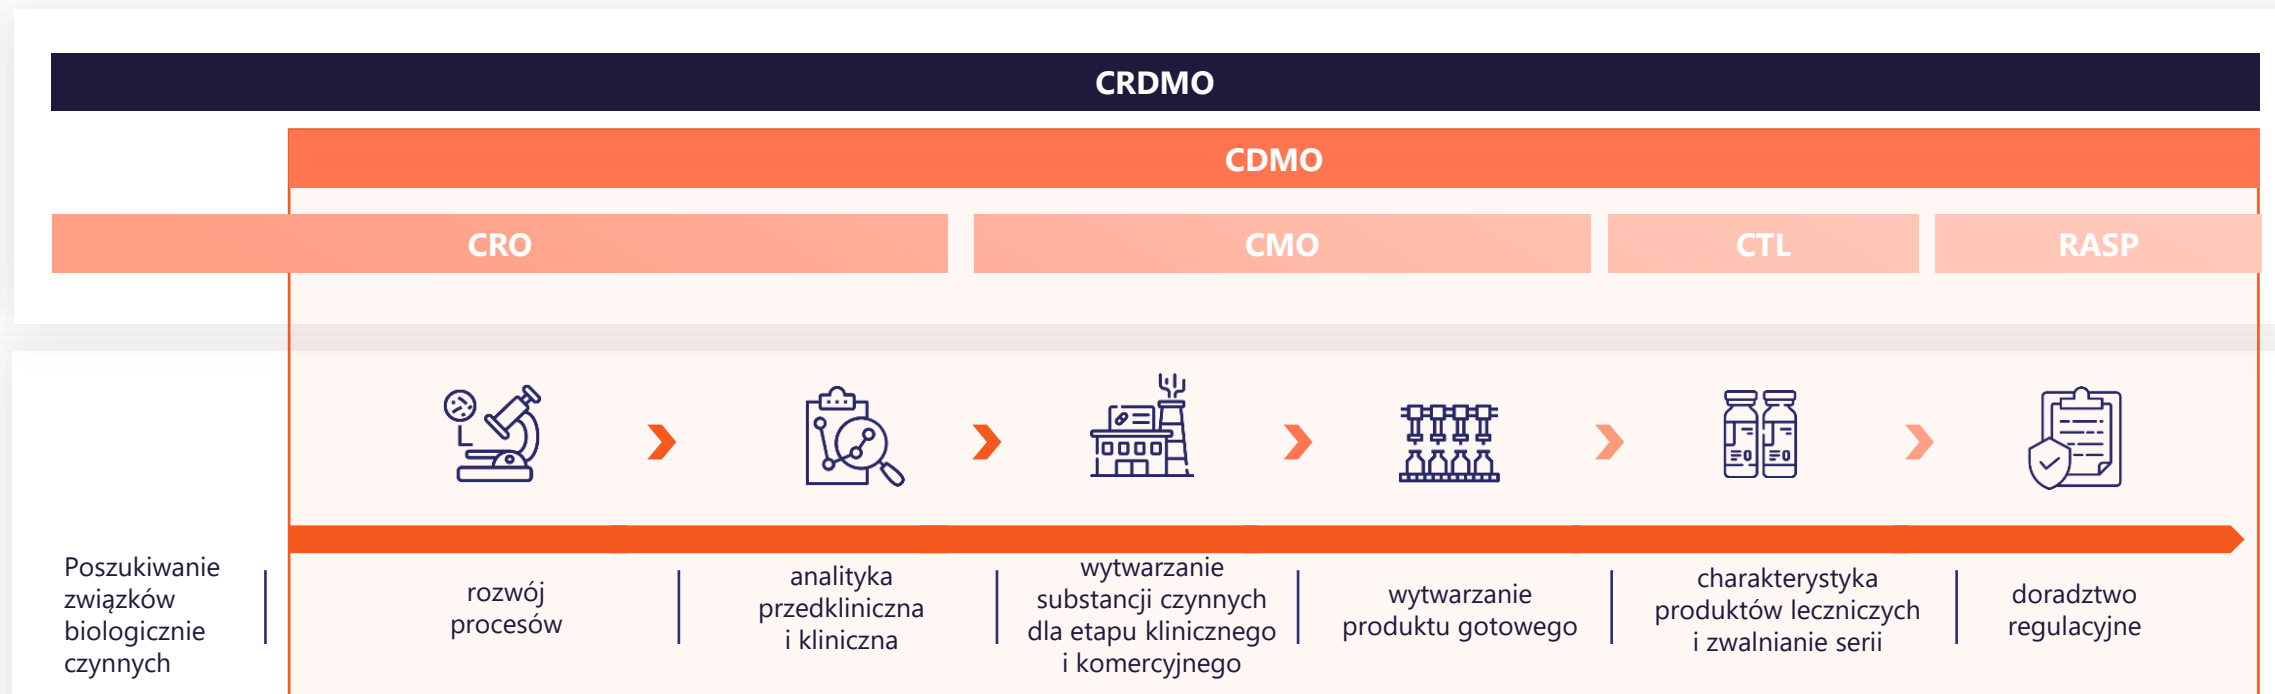 CRDMO
CDMO
CRO
CMO
CTL
RASP
Poszukiwanie
związków
biologicznie
czynnych
rozwój
procesów
analityka
przedkliniczna
i kliniczna
wytwarzanie
substancji czynnych
dla etapu klinicznego
i komercyjnego
wytwarzanie
produktu gotowego
charakterystyka
produktów leczniczych
i zwalnianie serii
doradztwo
regulacyjne